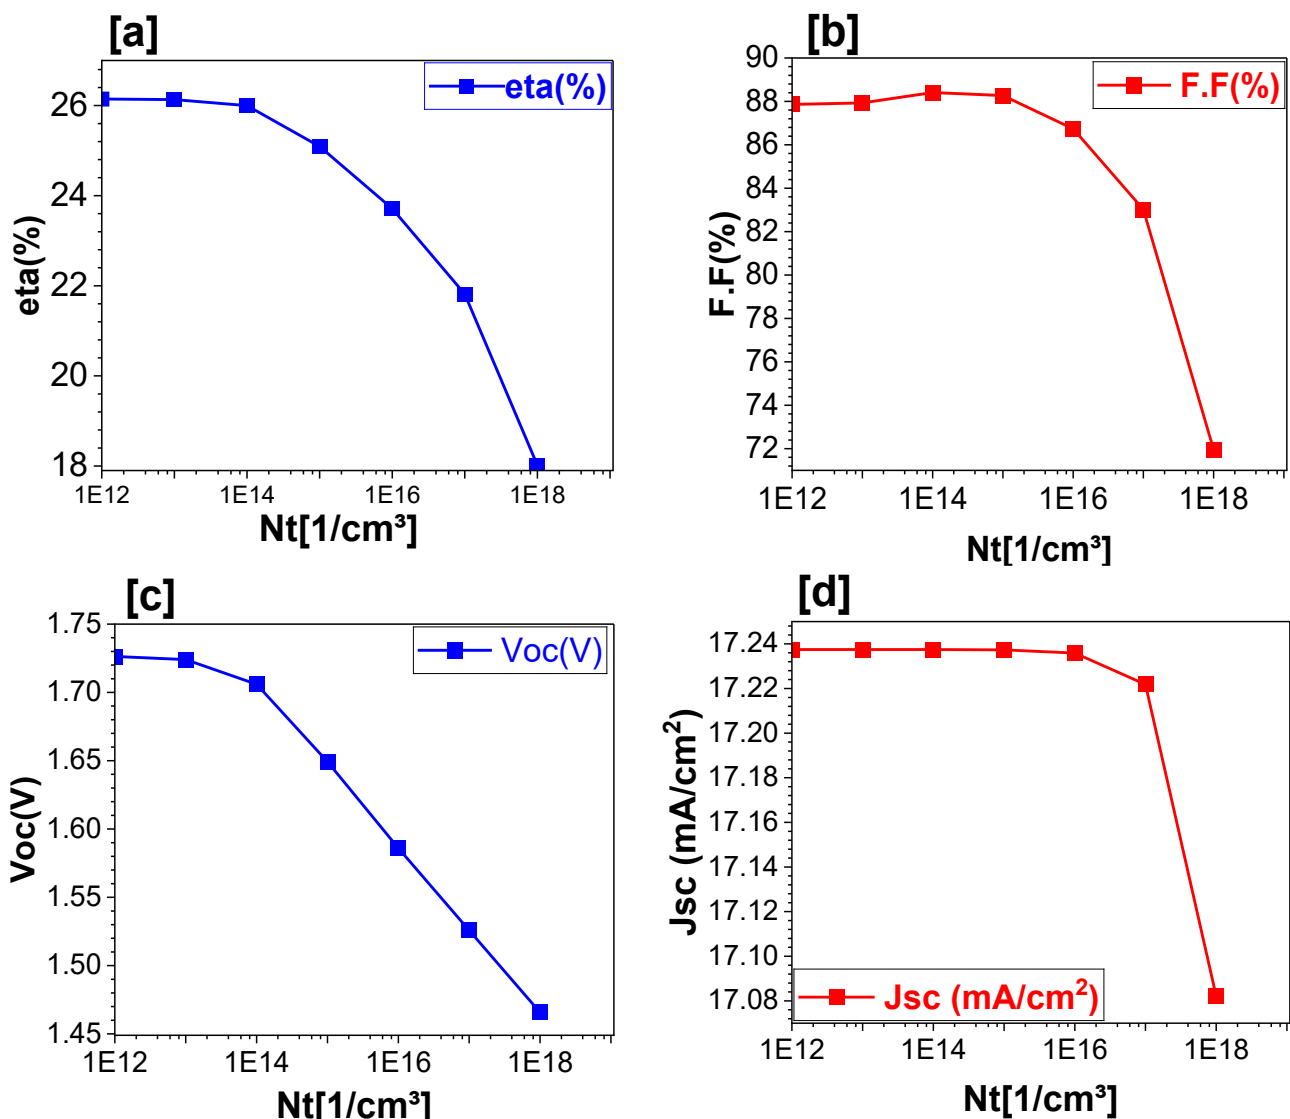 [a]
eta(%)
26
24
22
20
18
eta(%)
1E12
1E14
1E16
1E18
Nt[1/cm³]
[b]
F.F(%)
90
88
86
84
82
80
78
76
74
72
F.F(%)
1E12
1E14
1E16
1E18
Nt[1/cm³]
[c]
Voc(V)
1.75
1.70
1.65
1.60
1.55
1.50
1.45
Voc(V)
1E12
1E14
1E16
1E18
Nt[1/cm³]
[d]
17.24
17.22
17.20
17.18
17.16
17.14
17.12
17.10
17.08
Jsc (mA/cm²)
Jsc (mA/cm²)
1E12
1E14
1E16
1E18
Nt[1/cm³]